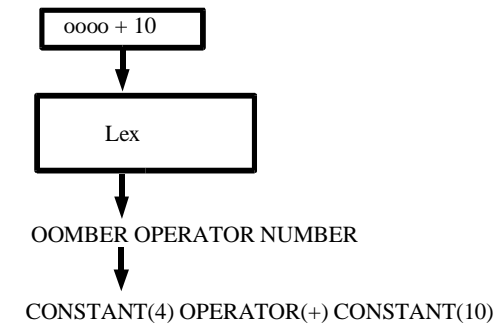 oooo + 10
Lex
OOMBER OPERATOR NUMBER
CONSTANT(4) OPERATOR(+) CONSTANT(10)